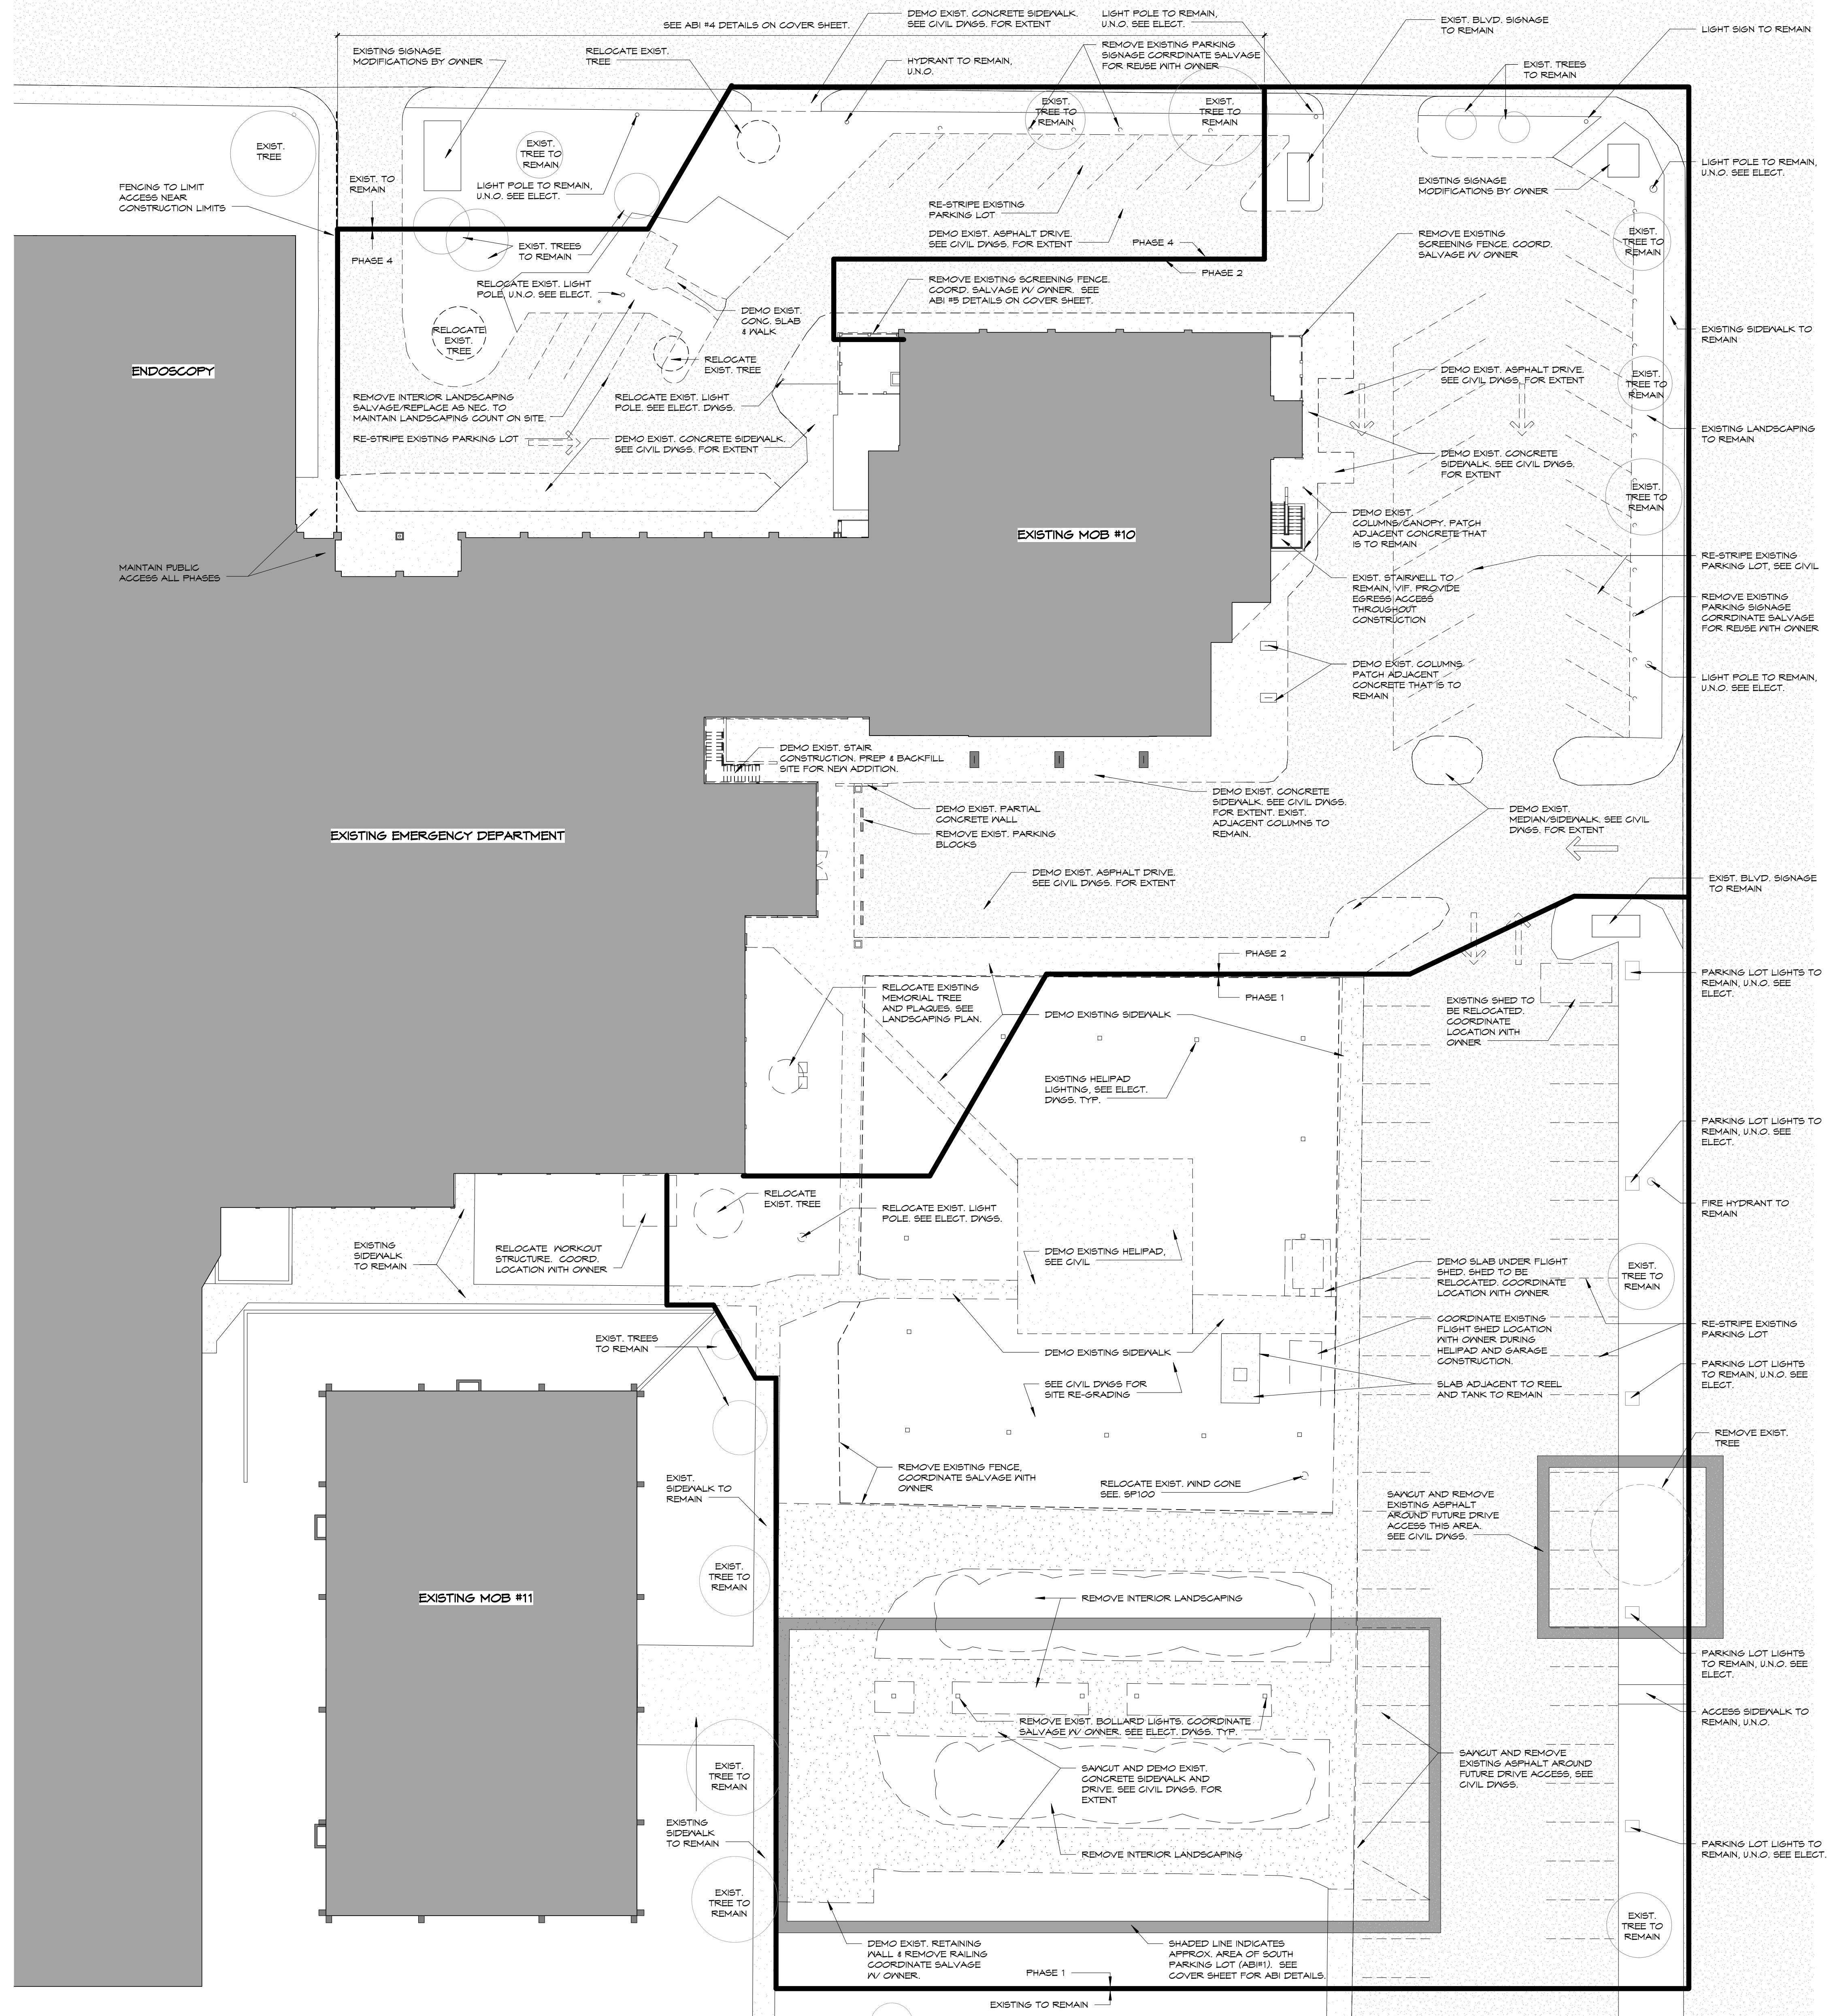 SEE ABI #4 DETAILS ON COVER SHEET.
DEMO EXIST. CONCRETE SIDEWALK.
SEE CIVIL DWGS. FOR EXTENT
LIGHT POLE TO REMAIN,
U.N.O. SEE ELECT.
EXIST. BLVD. SIGNAGE
TO REMAIN
LIGHT SIGN TO REMAIN
EXISTING SIGNAGE
MODIFICATIONS BY OWNER
RELOCATE EXIST.
TREE
HYDRANT TO REMAIN,
U.N.O.
REMOVE EXISTING PARKING
SIGNAGE CORRDINATE SALVAGE
FOR REUSE WITH OWNER
EXIST. TREES
TO REMAIN
EXIST.
TREE
EXIST.
TREE TO
REMAIN
EXIST.
TREE TO
REMAIN
EXIST.
TREE TO
REMAIN
FENCING TO LIMIT
ACCESS NEAR
CONSTRUCTION LIMITS
EXIST. TO
REMAIN
LIGHT POLE TO REMAIN,
U.N.O. SEE ELECT.
EXISTING SIGNAGE
MODIFICATIONS BY OWNER
LIGHT POLE TO REMAIN,
U.N.O. SEE ELECT.
RE-STRIPE EXISTING
PARKING LOT
DEMO EXIST. ASPHALT DRIVE.
SEE CIVIL DWGS. FOR EXTENT
PHASE 4
PHASE 2
PHASE 4
EXIST. TREES
TO REMAIN
RELOCATE EXIST. LIGHT
POLE, U.N.O. SEE ELECT.
REMOVE EXISTING SCREENING FENCE.
COORD. SALVAGE W/ OWNER. SEE
ABI #5 DETAILS ON COVER SHEET.
REMOVE EXISTING
SCREENING FENCE. COORD.
SALVAGE W/ OWNER
EXIST.
TREE TO
REMAIN
RELOCATE
EXIST.
TREE
DEMO EXIST.
CONC. SLAB
& WALK
RELOCATE
EXIST. TREE
EXISTING SIDEWALK TO
REMAIN
ENDOSCOPY
REMOVE INTERIOR LANDSCAPING
SALVAGE/REPLACE AS NEC. TO
MAINTAIN LANDSCAPING COUNT ON SITE.
RELOCATE EXIST. LIGHT
POLE. SEE ELECT. DWGS.
RE-STRIPE EXISTING PARKING LOT
DEMO EXIST. CONCRETE SIDEWALK.
SEE CIVIL DWGS. FOR EXTENT
DEMO EXIST. ASPHALT DRIVE.
SEE CIVIL DWGS. FOR EXTENT
EXIST.
TREE TO
REMAIN
EXISTING LANDSCAPING
TO REMAIN
DEMO EXIST. CONCRETE
SIDEWALK. SEE CIVIL DWGS.
FOR EXTENT
EXIST.
TREE TO
REMAIN
EXISTING MOB #10
DEMO EXIST.
COLUMNS/CANOPY. PATCH
ADJACENT CONCRETE THAT
IS TO REMAIN
MAINTAIN PUBLIC
ACCESS ALL PHASES
EXIST. STAIRWELL TO
REMAIN, VIF. PROVIDE
EGRESS ACCESS
THROUGHOUT
CONSTRUCTION
RE-STRIPE EXISTING
PARKING LOT, SEE CIVIL
REMOVE EXISTING
PARKING SIGNAGE
CORRDINATE SALVAGE
FOR REUSE WITH OWNER
DEMO EXIST. COLUMNS
PATCH ADJACENT
CONCRETE THAT IS TO
REMAIN
LIGHT POLE TO REMAIN,
U.N.O. SEE ELECT.
DEMO EXIST. STAIR
CONSTRUCTION. PREP & BACKFILL
SITE FOR NEW ADDITION.
DEMO EXIST. PARTIAL
CONCRETE WALL
REMOVE EXIST. PARKING
BLOCKS
DEMO EXIST. CONCRETE
SIDEWALK. SEE CIVIL DWGS.
FOR EXTENT. EXIST.
ADJACENT COLUMNS TO
REMAIN.
DEMO EXIST.
MEDIAN/SIDEWALK. SEE CIVIL
DWGS. FOR EXTENT
EXISTING EMERGENCY DEPARTMENT
DEMO EXIST. ASPHALT DRIVE.
SEE CIVIL DWGS. FOR EXTENT
EXIST. BLVD. SIGNAGE
TO REMAIN
PHASE 2
PHASE 1
RELOCATE EXISTING
MEMORIAL TREE
AND PLAQUES. SEE
LANDSCAPING PLAN.
DEMO EXISTING SIDEWALK
EXISTING SHED TO
BE RELOCATED.
COORDINATE
LOCATION WITH
OWNER
PARKING LOT LIGHTS TO
REMAIN, U.N.O. SEE
ELECT.
EXISTING HELIPAD
LIGHTING, SEE ELECT.
DWGS. TYP.
PARKING LOT LIGHTS TO
REMAIN, U.N.O. SEE
ELECT.
RELOCATE
EXIST. TREE
RELOCATE EXIST. LIGHT
POLE. SEE ELECT. DWGS.
FIRE HYDRANT TO
REMAIN
EXISTING
SIDEWALK
TO REMAIN
RELOCATE WORKOUT
STRUCTURE. COORD.
LOCATION WITH OWNER
DEMO EXISTING HELIPAD,
SEE CIVIL
DEMO SLAB UNDER FLIGHT
SHED. SHED TO BE
RELOCATED. COORDINATE
LOCATION WITH OWNER
EXIST.
TREE TO
REMAIN
EXIST. TREES
TO REMAIN
DEMO EXISTING SIDEWALK
COORDINATE EXISTING
FLIGHT SHED LOCATION
WITH OWNER DURING
HELIPAD AND GARAGE
CONSTRUCTION.
RE-STRIPE EXISTING
PARKING LOT
SEE CIVIL DWGS FOR
SITE RE-GRADING
SLAB ADJACENT TO REEL
AND TANK TO REMAIN
PARKING LOT LIGHTS
TO REMAIN, U.N.O. SEE
ELECT.
REMOVE EXIST.
TREE
EXIST.
SIDEWALK TO
REMAIN
REMOVE EXISTING FENCE,
COORDINATE SALVAGE WITH
OWNER
RELOCATE EXIST. WIND CONE
SEE. SP100
SAWCUT AND REMOVE
EXISTING ASPHALT
AROUND FUTURE DRIVE
ACCESS THIS AREA.
SEE CIVIL DWGS.
EXIST.
TREE TO
REMAIN
EXISTING MOB #11
REMOVE INTERIOR LANDSCAPING
PARKING LOT LIGHTS
TO REMAIN, U.N.O. SEE
ELECT.
REMOVE EXIST. BOLLARD LIGHTS. COORDINATE
SALVAGE W/ OWNER. SEE ELECT. DWGS. TYP.
ACCESS SIDEWALK TO
REMAIN, U.N.O.
EXIST.
TREE TO
REMAIN
SAWCUT AND DEMO EXIST.
CONCRETE SIDEWALK AND
DRIVE. SEE CIVIL DWGS. FOR
EXTENT
SAWCUT AND REMOVE
EXISTING ASPHALT AROUND
FUTURE DRIVE ACCESS, SEE
CIVIL DWGS.
EXISTING
SIDEWALK
TO REMAIN
REMOVE INTERIOR LANDSCAPING
PARKING LOT LIGHTS TO
REMAIN, U.N.O. SEE ELECT.
EXIST.
TREE TO
REMAIN
EXIST.
TREE TO
REMAIN
DEMO EXIST. RETAINING
WALL & REMOVE RAILING
COORDINATE SALVAGE
W/ OWNER.
SHADED LINE INDICATES
APPROX. AREA OF SOUTH
PARKING LOT (ABI#1). SEE
COVER SHEET FOR ABI DETAILS.
PHASE 1
EXISTING TO REMAIN